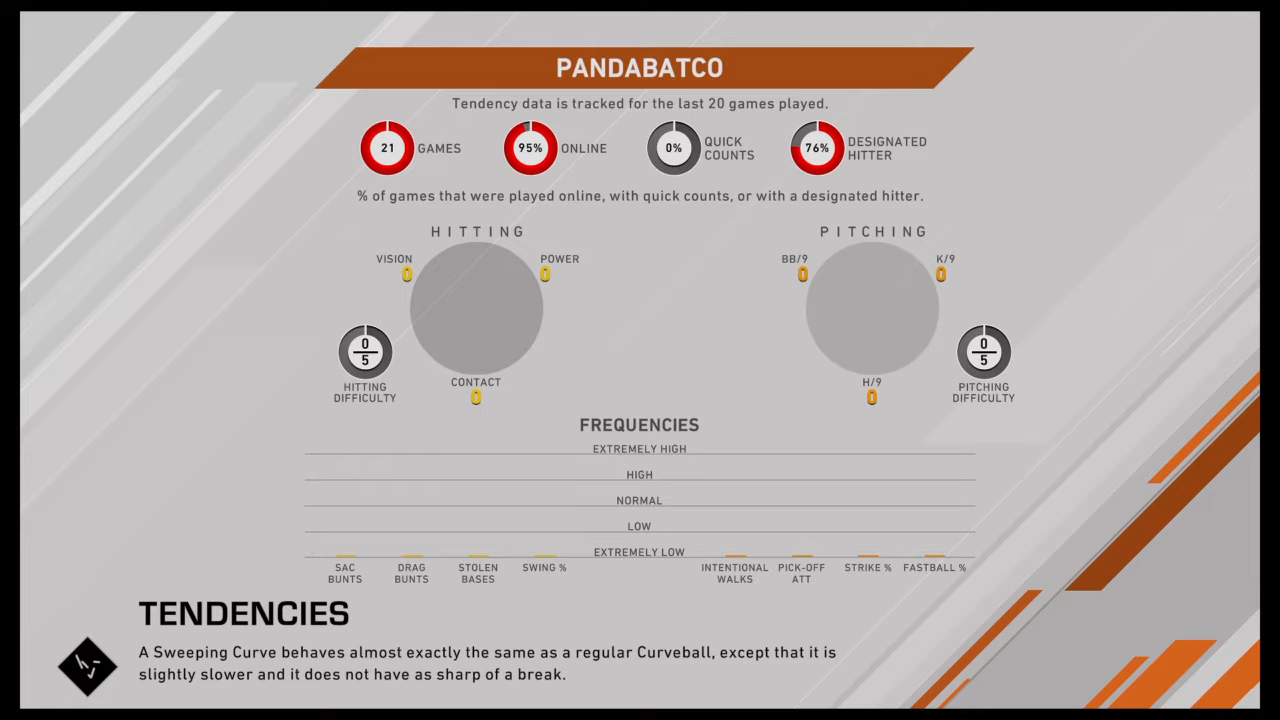 PANDABATCO
Tendency data is tracked for the last 20 games played.
21 GAMES
95% ONLINE
0% QUICK
COUNTS
76% DESIGNATED
HITTER
% of games that were played online, with quick counts, or with a designated hitter.
HITTING
VISION
0
POWER
0
0
5
HITTING
DIFFICULTY
CONTACT
0
PITCHING
BB/9
0
K/9
0
0
5
PITCHING
DIFFICULTY
H/9
0
FREQUENCIES
EXTREMELY HIGH
HIGH
NORMAL
LOW
EXTREMELY LOW
SAC
BUNTS
DRAG
BUNTS
STOLEN
BASES
SWING %
INTENTIONAL
WALKS
PICK-OFF
ATT
STRIKE %
FASTBALL %
TENDENCIES
A Sweeping Curve behaves almost exactly the same as a regular Curveball, except that it is
slightly slower and it does not have as sharp of a break.